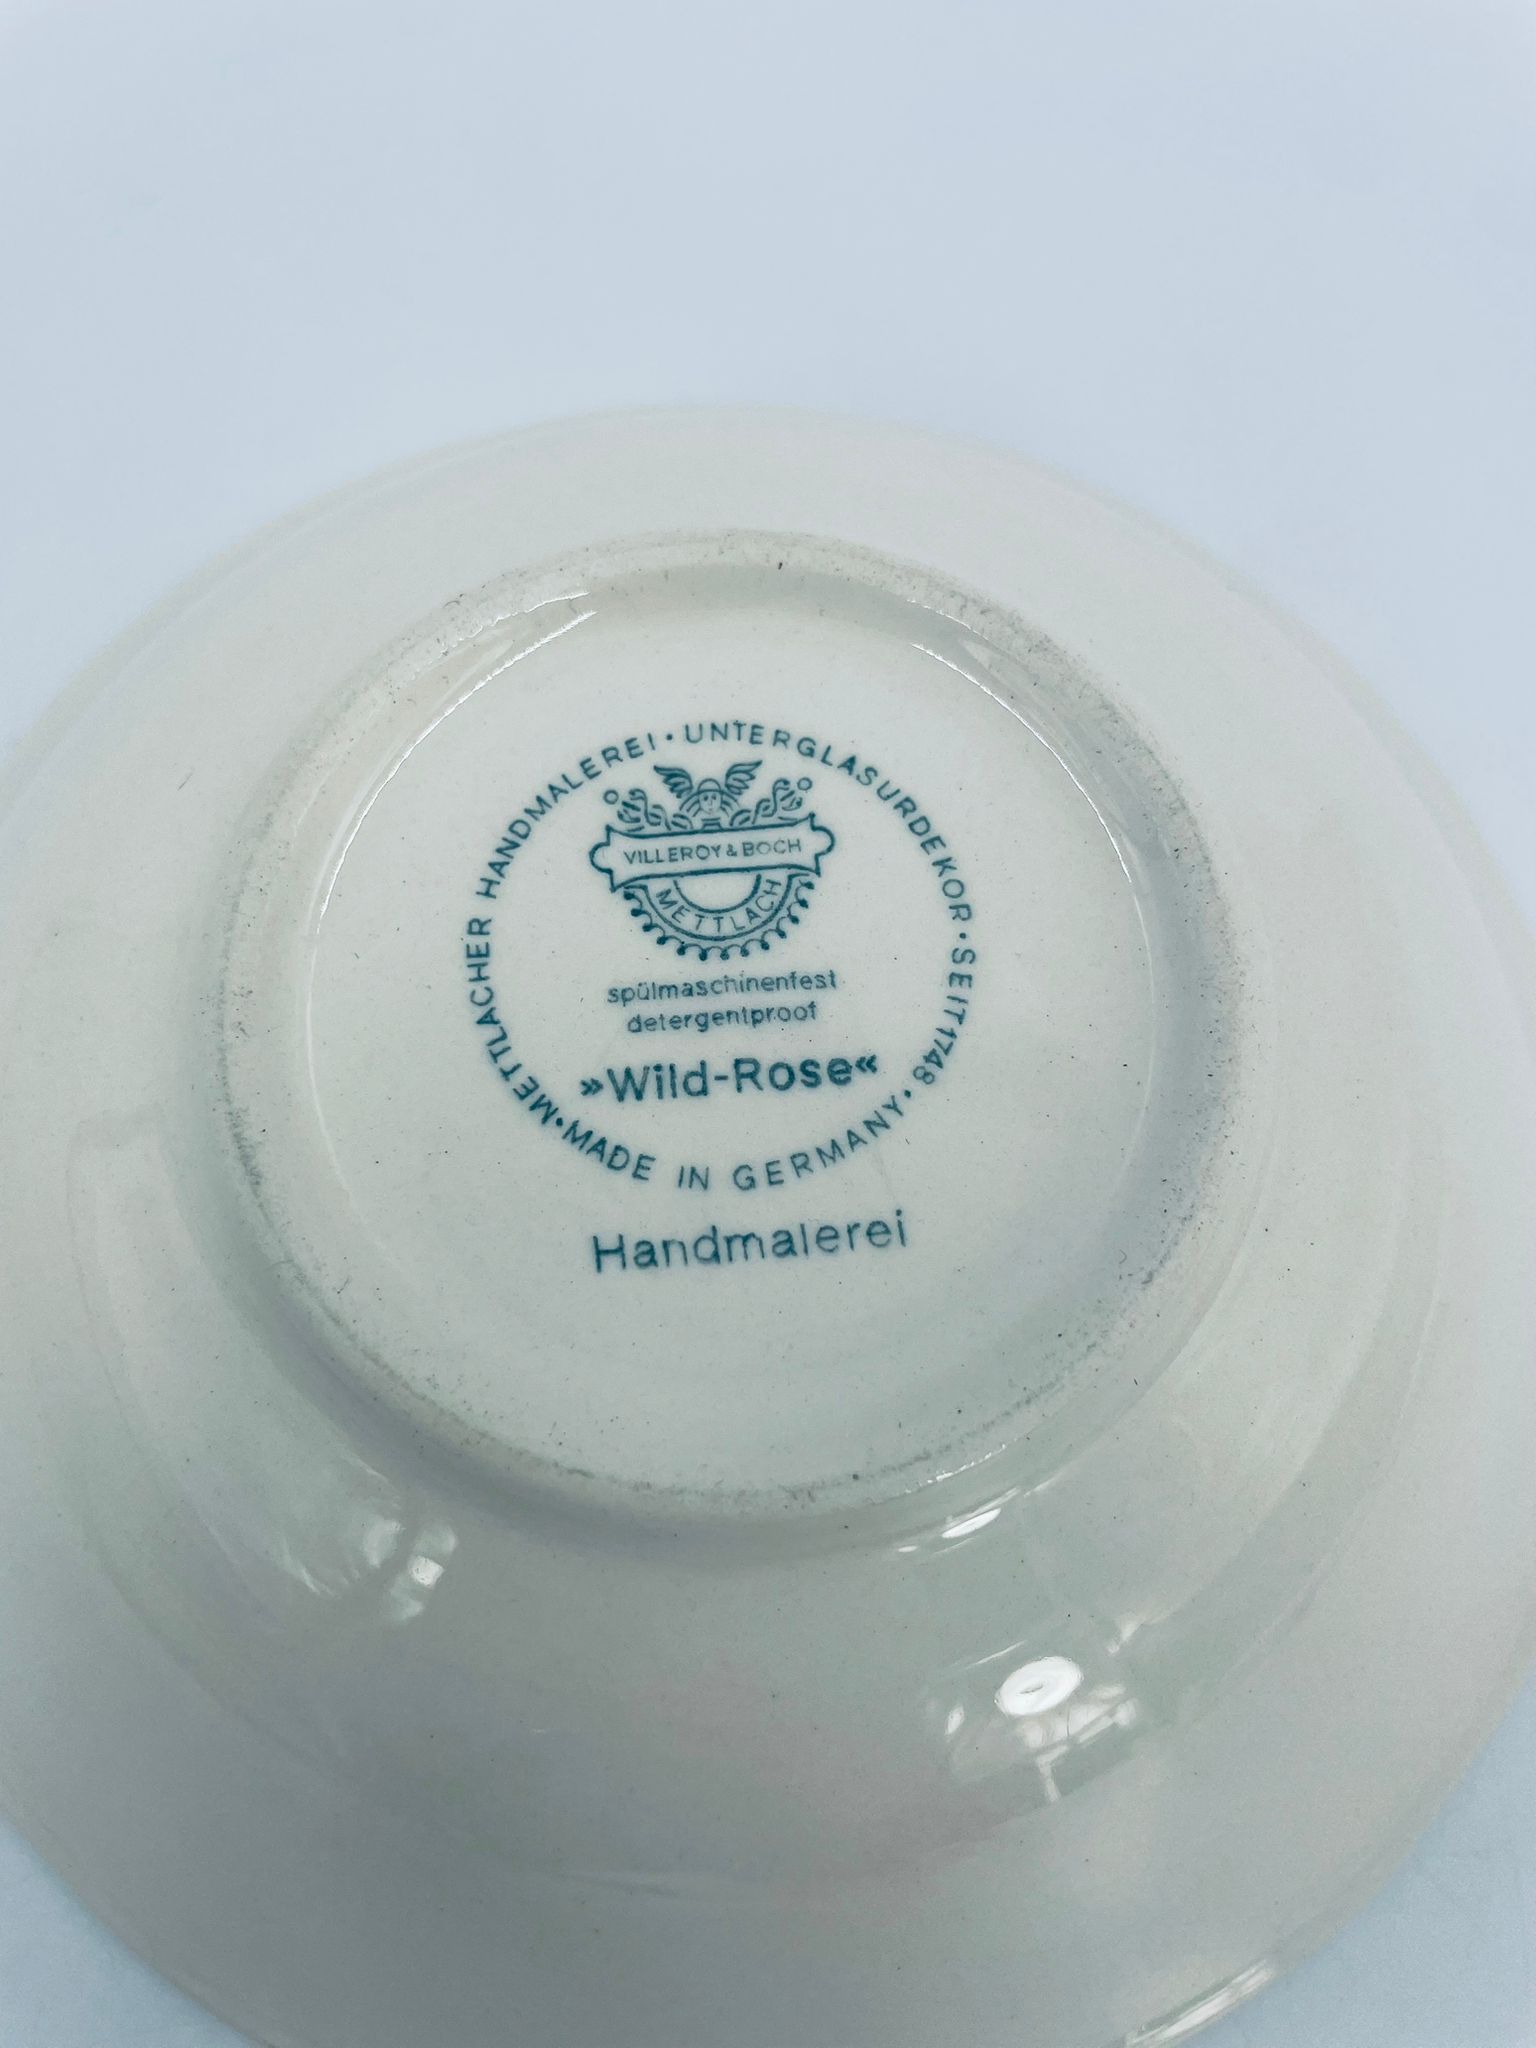 METTLACHER HANDMALEREI · UNTERGLASURDEKOR · SEIT 1748 ·
VILLEROY & BOCH
METTLACH
spülmaschinenfest
detergentproof
»Wild-Rose«
· MADE IN GERMANY ·
Handmalerei